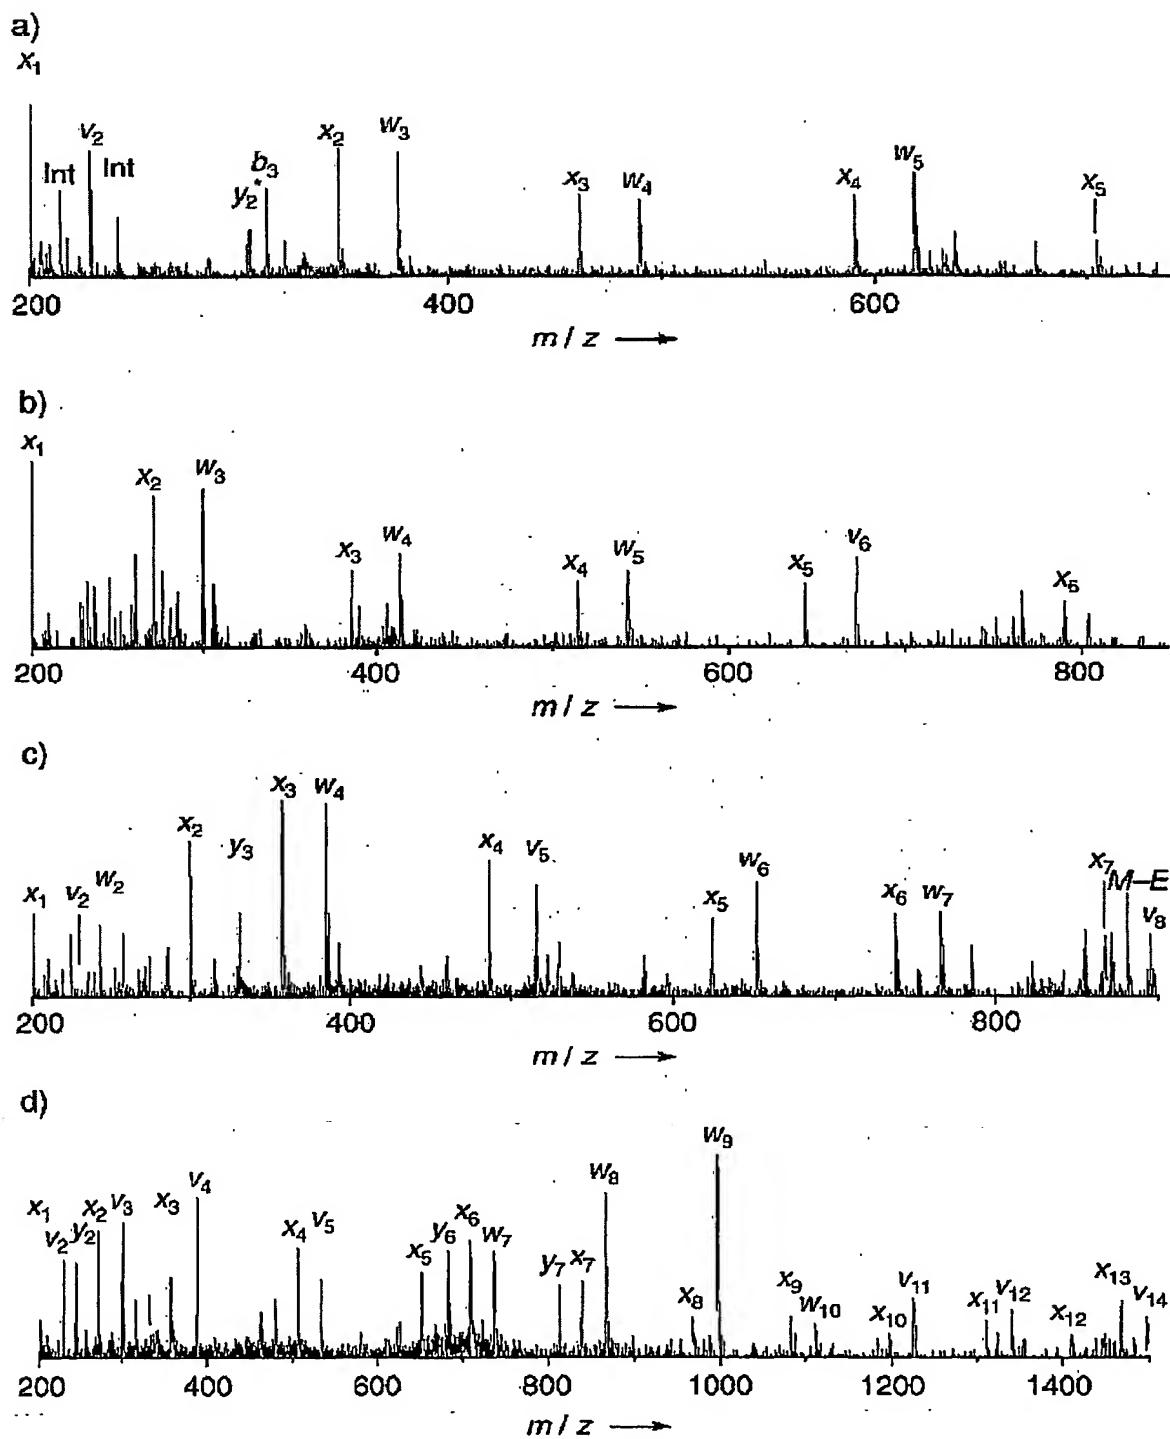 a)
x₁
Int
v₂
Int
y₂*
b₃
x₂
w₃
x₃
w₄
x₄
w₅
x₅
200 400 600
m / z
b)
x₁
x₂
w₃
x₃
w₄
x₄
w₅
x₅
v₆
x₆
200 400 600 800
m / z
c)
x₁
v₂
w₂
x₂
y₃
x₃
w₄
x₄
v₅
x₅
w₆
x₆
w₇
x₇
M–E
v₈
200 400 600 800
m / z
d)
x₁
v₂
y₂
x₂
v₃
x₃
v₄
x₄
v₅
x₅
y₆
x₆
w₇
y₇
x₇
w₈
x₈
w₉
x₉
w₁₀
x₁₀
v₁₁
x₁₁
v₁₂
x₁₂
x₁₃
v₁₄
200 400 600 800 1000 1200 1400
m / z